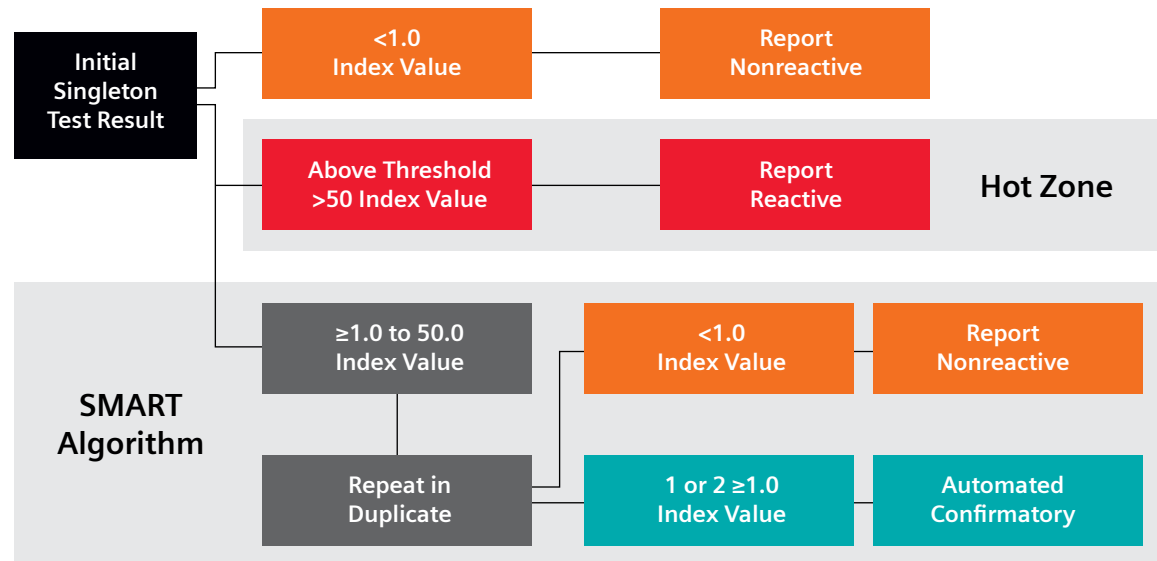 Initial
Singleton
Test Result
<1.0
Index Value
Report
Nonreactive
Above Threshold
>50 Index Value
Report
Reactive
Hot Zone
SMART
Algorithm
≥1.0 to 50.0
Index Value
<1.0
Index Value
Report
Nonreactive
Repeat in
Duplicate
1 or 2 ≥1.0
Index Value
Automated
Confirmatory